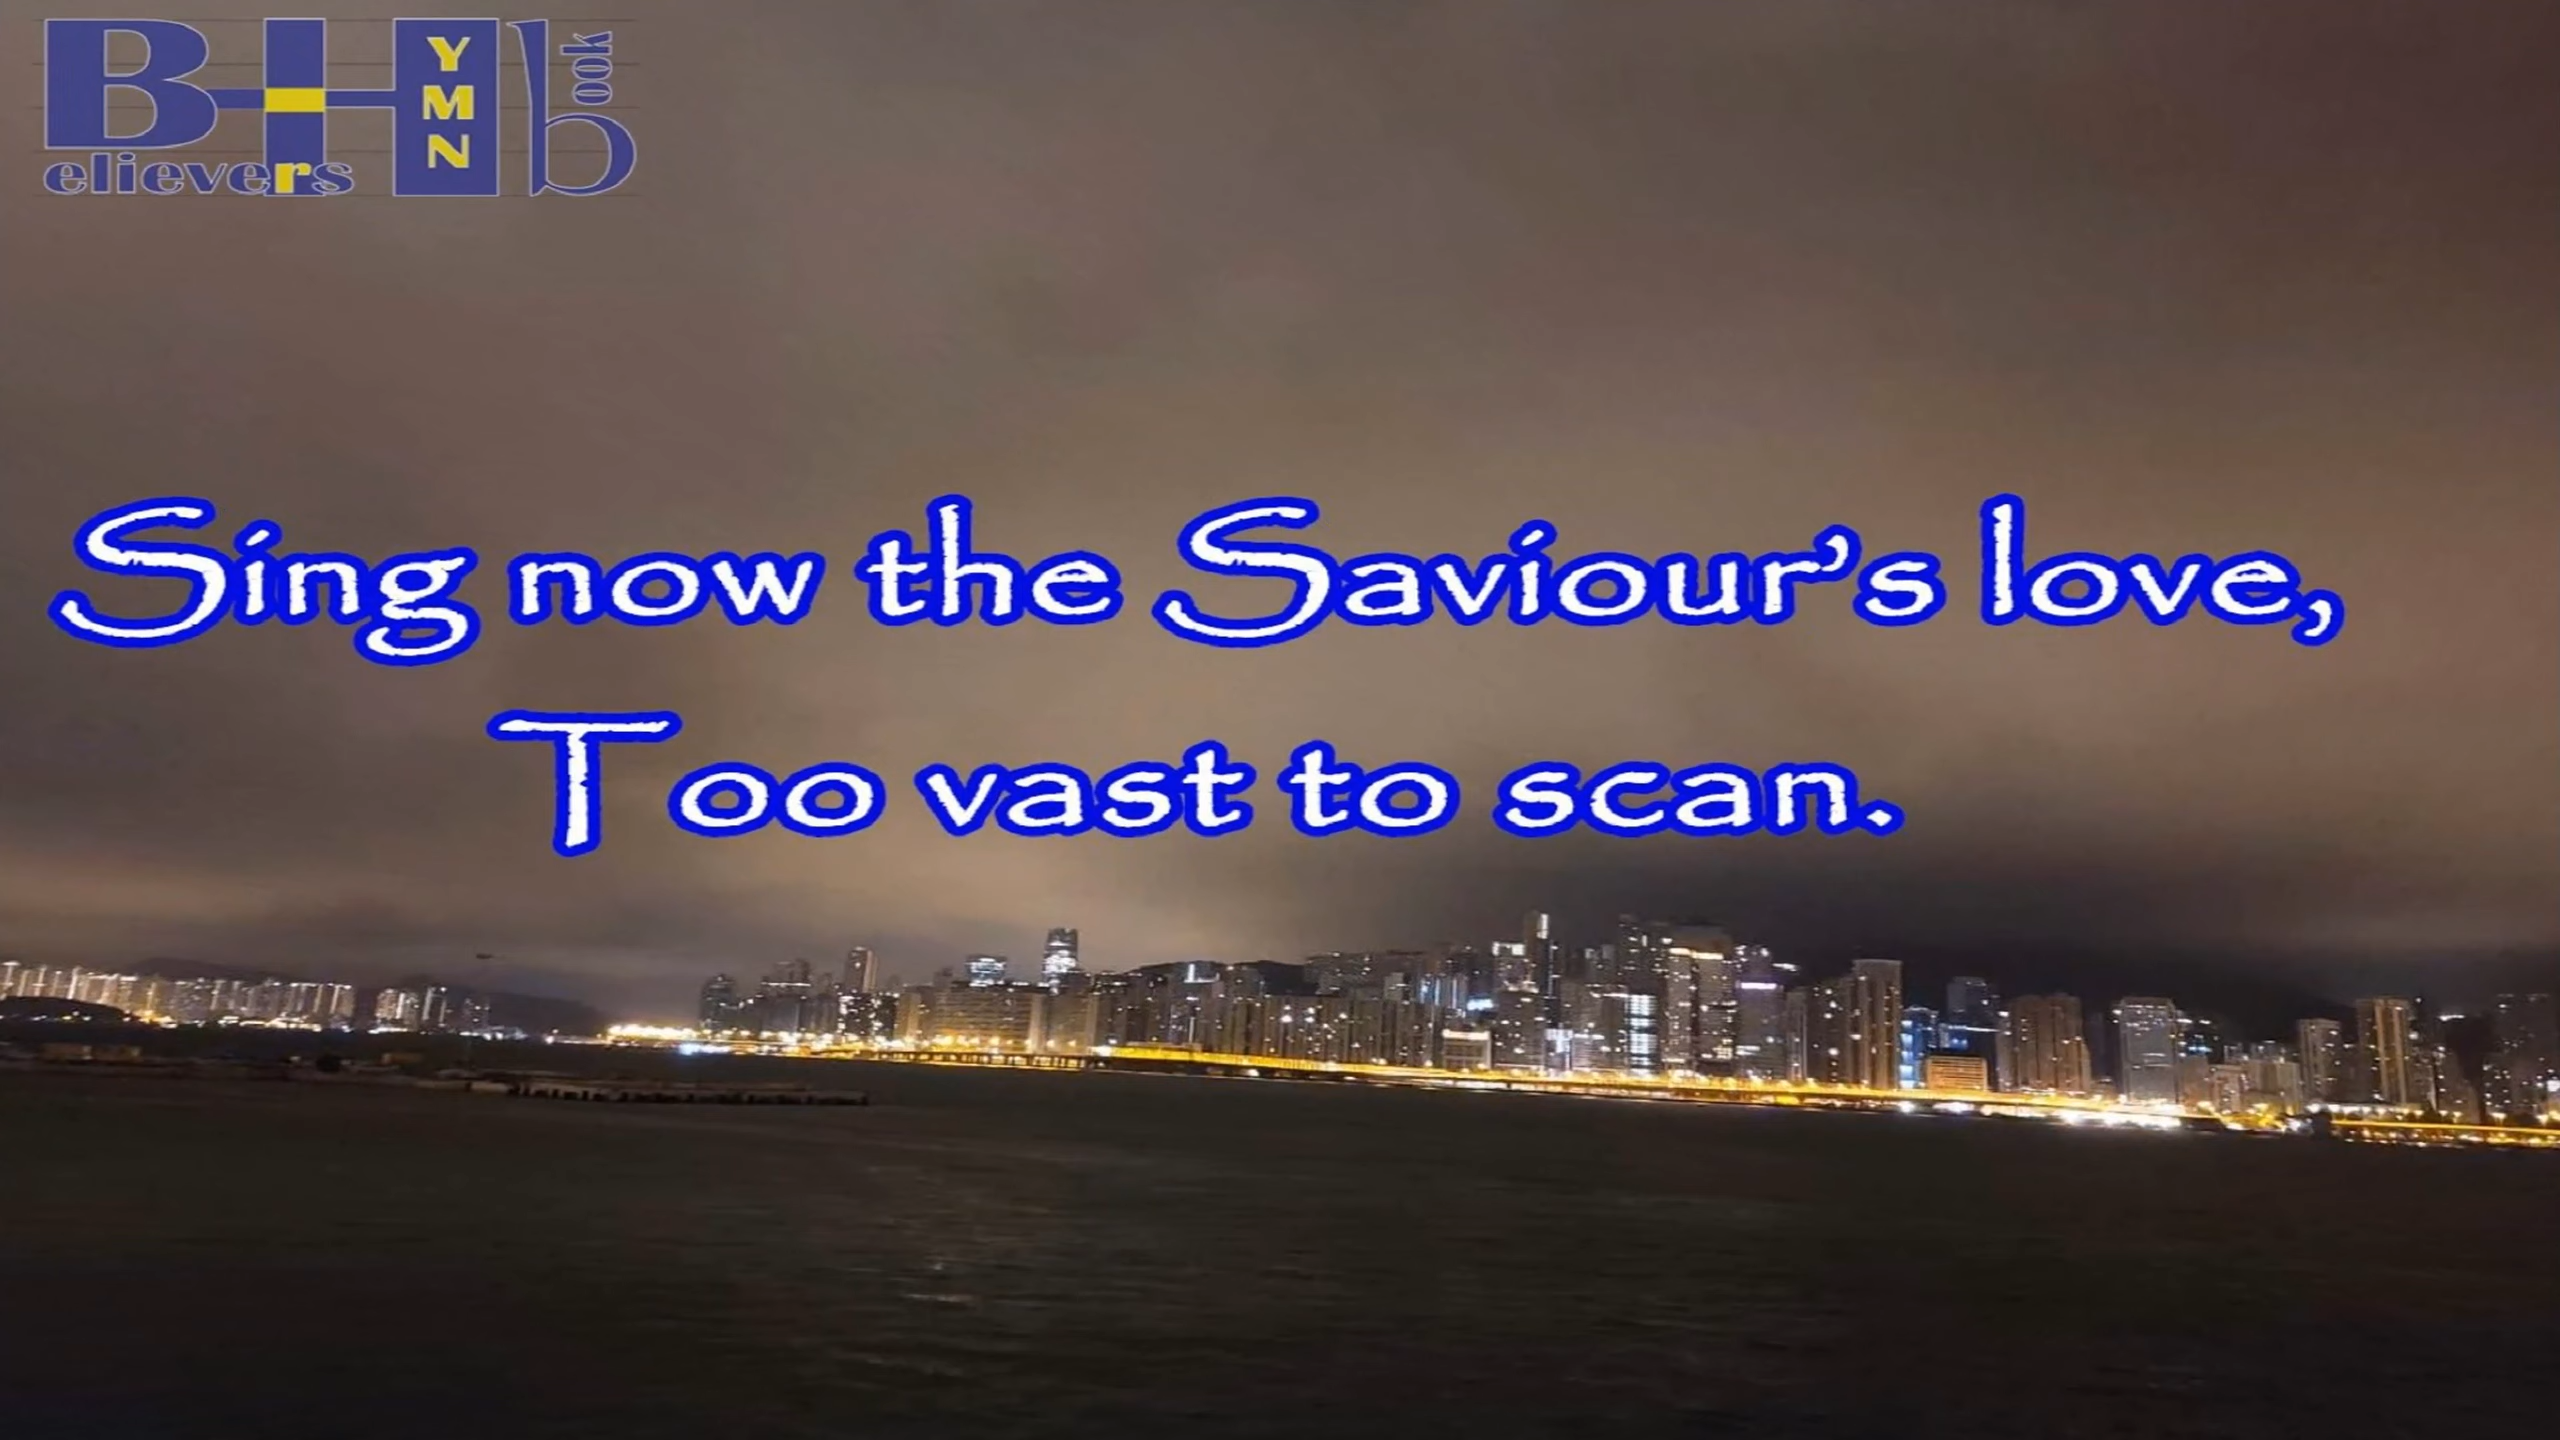 Believers Hymn book
Sing now the Saviour's love,
Too vast to scan.